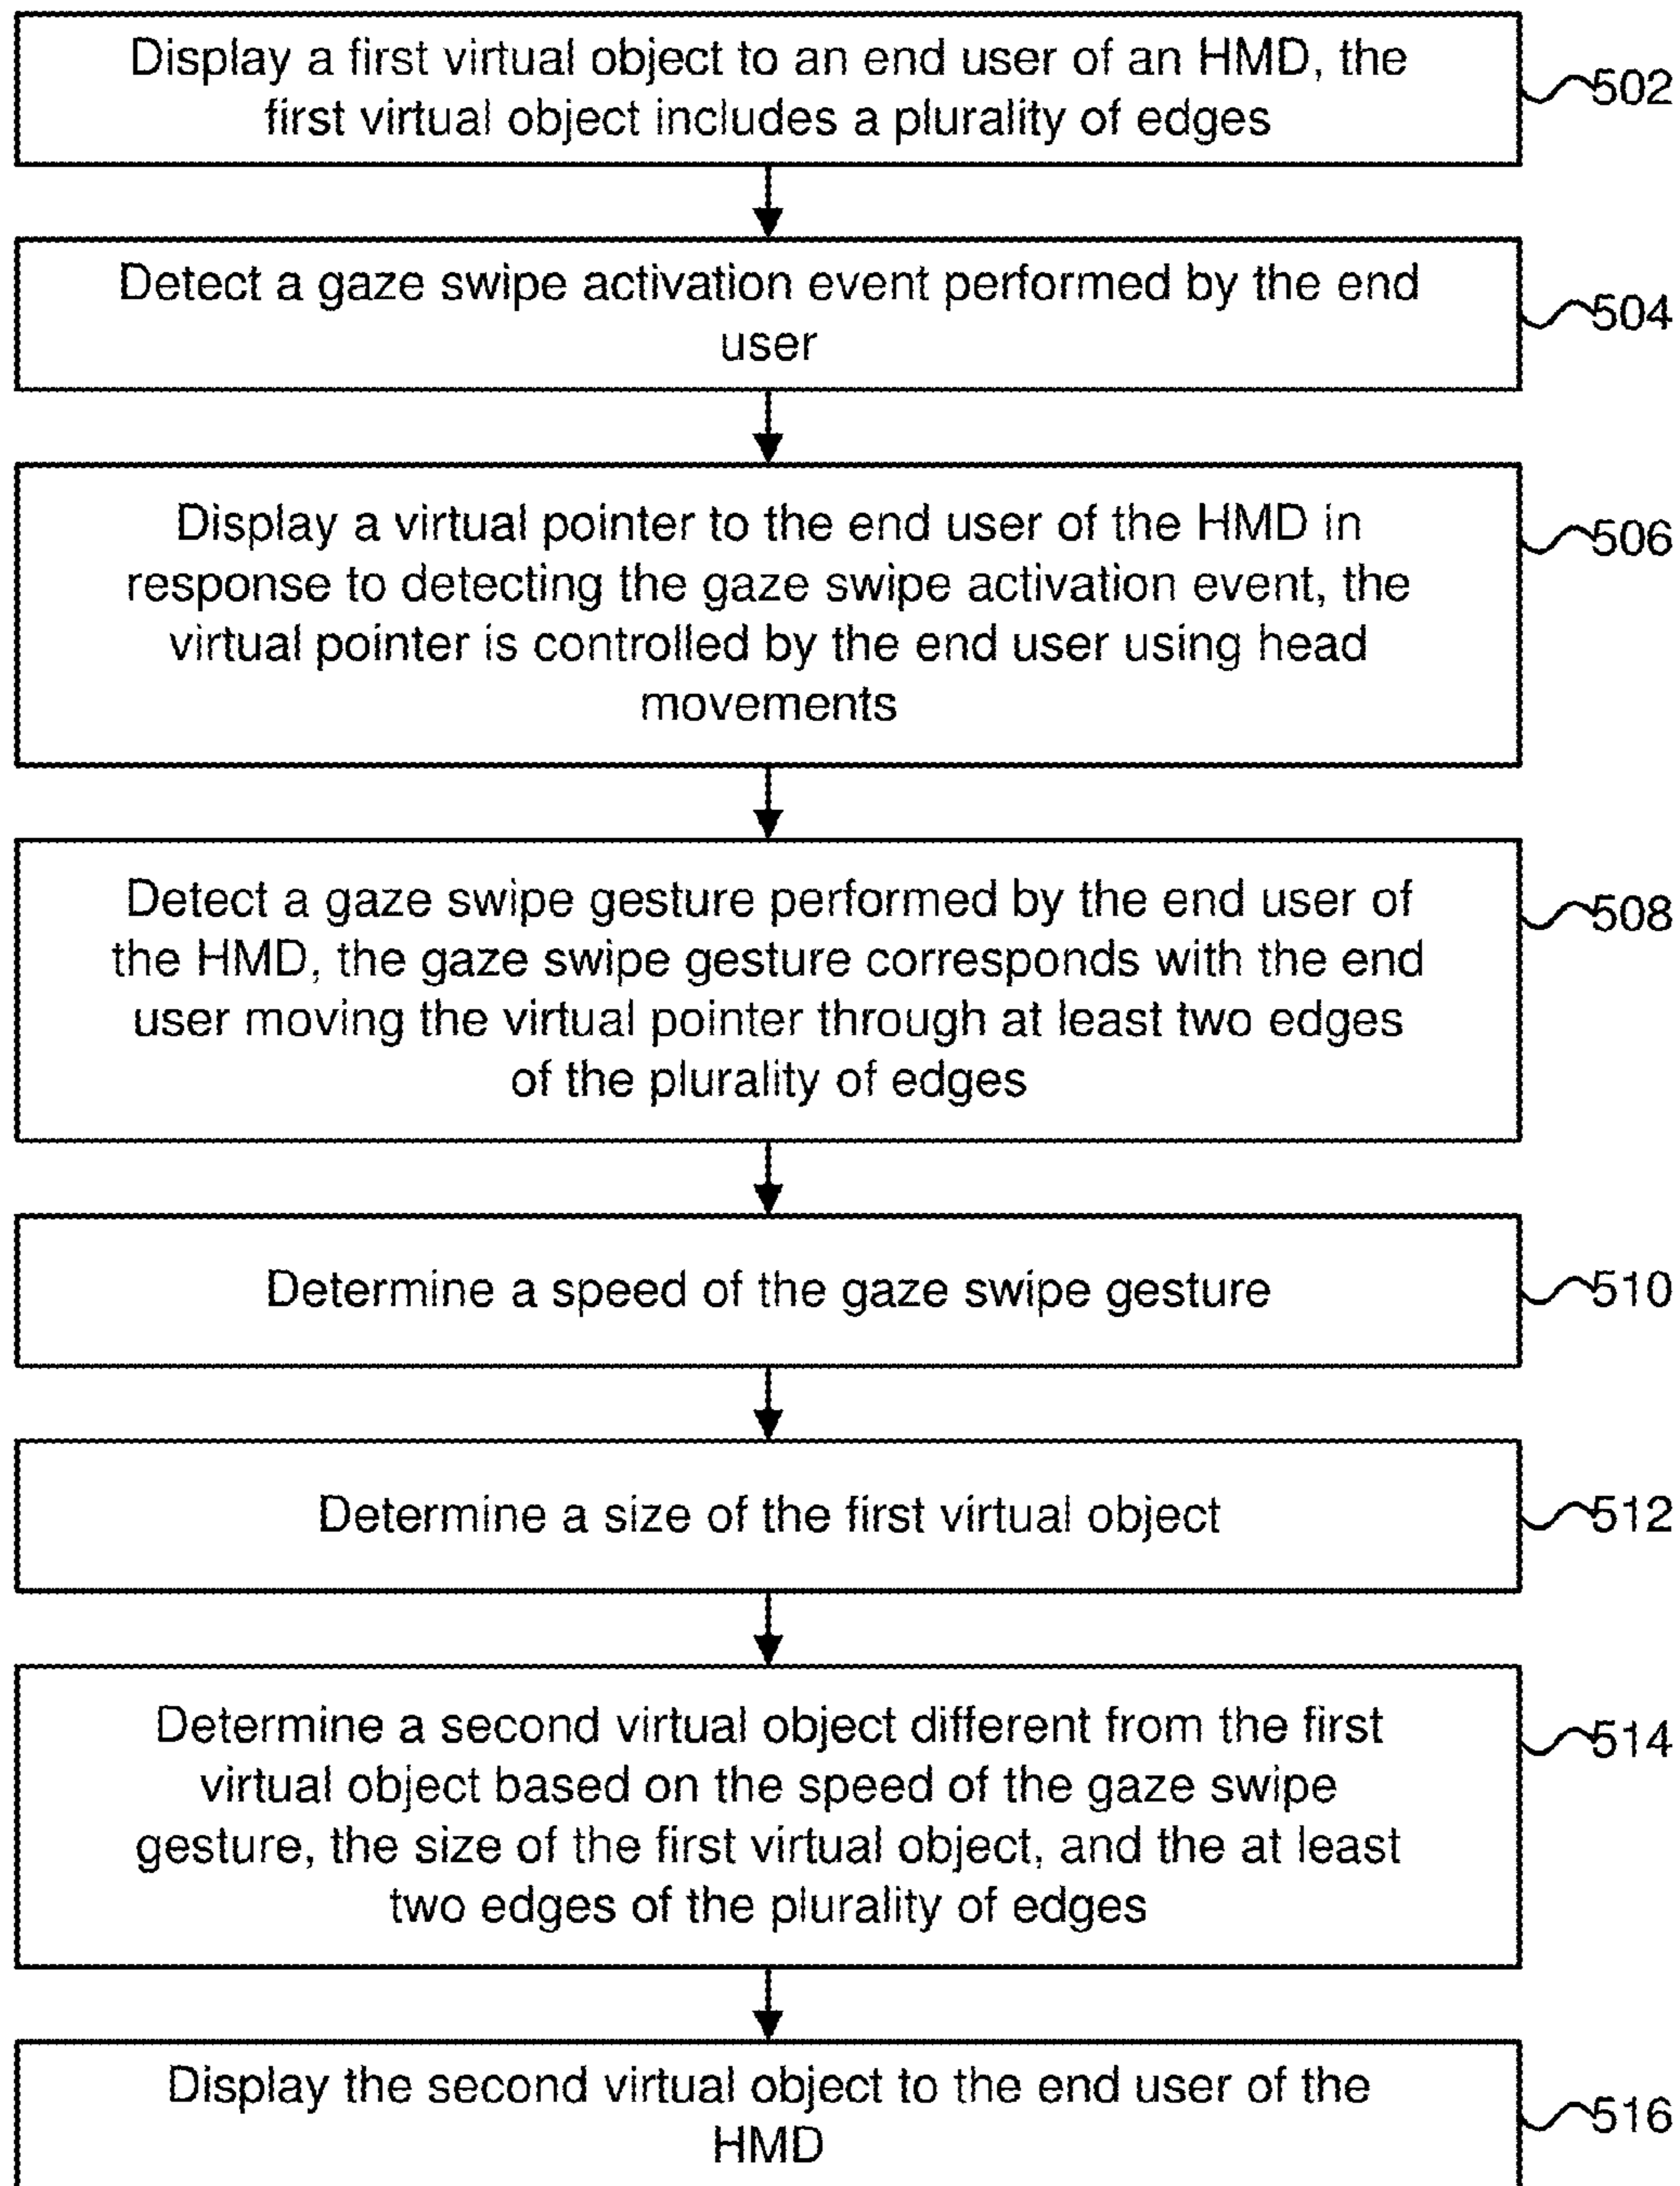 Display a first virtual object to an end user of an HMD, the
first virtual object includes a plurality of edges
502
Detect a gaze swipe activation event performed by the end
user
504
Display a virtual pointer to the end user of the HMD in
response to detecting the gaze swipe activation event, the
virtual pointer is controlled by the end user using head
movements
506
Detect a gaze swipe gesture performed by the end user of
the HMD, the gaze swipe gesture corresponds with the end
user moving the virtual pointer through at least two edges
of the plurality of edges
508
Determine a speed of the gaze swipe gesture
510
Determine a size of the first virtual object
512
Determine a second virtual object different from the first
virtual object based on the speed of the gaze swipe
gesture, the size of the first virtual object, and the at least
two edges of the plurality of edges
514
Display the second virtual object to the end user of the
HMD
516